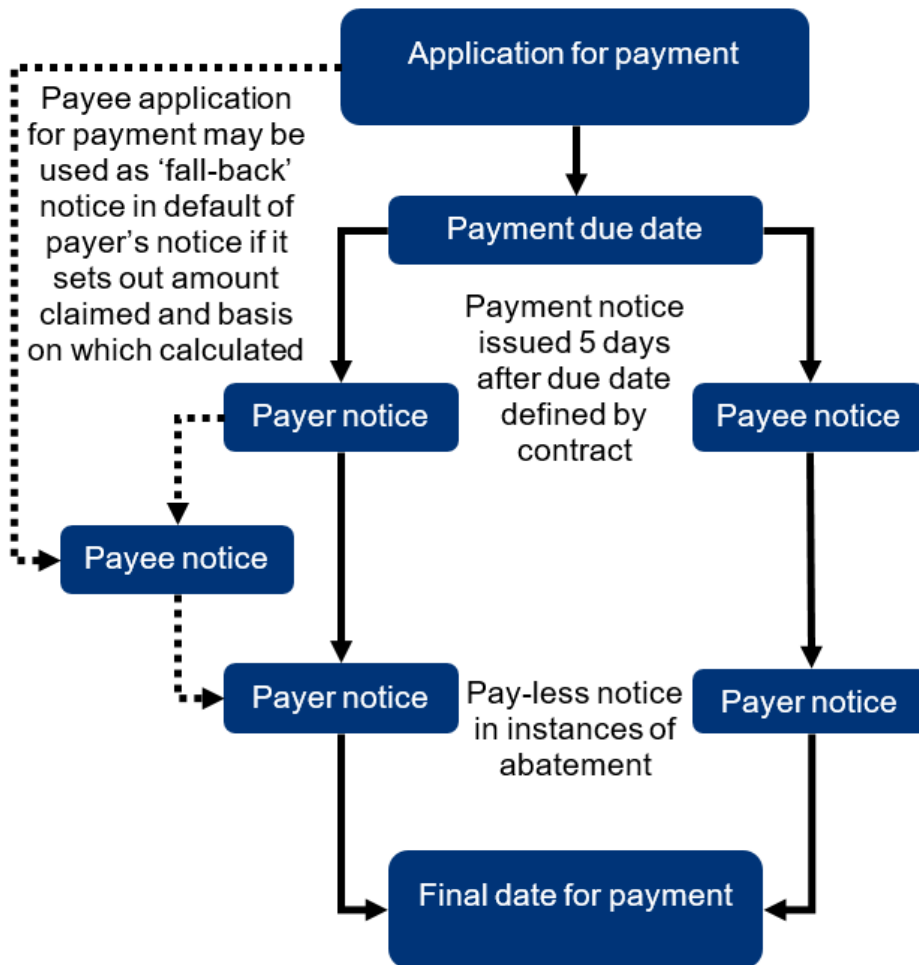 Application for payment
Payee application
for payment may be
used as ‘fall-back’
notice in default of
payer’s notice if it
sets out amount
claimed and basis
on which calculated
Payment due date
Payment notice
issued 5 days
after due date
defined by
contract
Payer notice
Payee notice
Payee notice
Payer notice
Pay-less notice
in instances of
abatement
Payer notice
Final date for payment